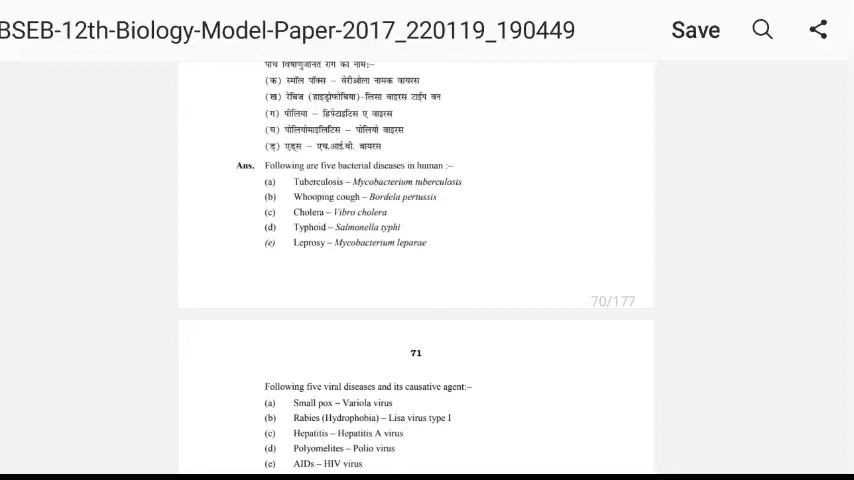 BSEB-12th-Biology-Model-Paper-2017_220119_190449 Save
पांच विषाणुजनित रोग का नामः–
(क) स्मॉल पॉक्स – वेरीओला नामक वायरस
(ख) रेबिज (हाइड्रोफोबिया)–लिसा वाइरस टाईप वन
(ग) पीलिया – हिपेटाइटिस ए वाइरस
(घ) पोलियोमाइलिटिस – पोलियो वाइरस
(ङ) एड्स – एच.आई.वी. वायरस
Ans. Following are five bacterial diseases in human :–
(a) Tuberculosis – Mycobacterium tuberculosis
(b) Whooping cough – Bordela pertussis
(c) Cholera – Vibro cholera
(d) Typhoid – Salmonella typhi
(e) Leprosy – Mycobacterium leparae
70/177
71
Following five viral diseases and its causative agent:–
(a) Small pox – Variola virus
(b) Rabies (Hydrophobia) – Lisa virus type I
(c) Hepatitis – Hepatitis A virus
(d) Polyomelites – Polio virus
(e) AIDs – HIV virus